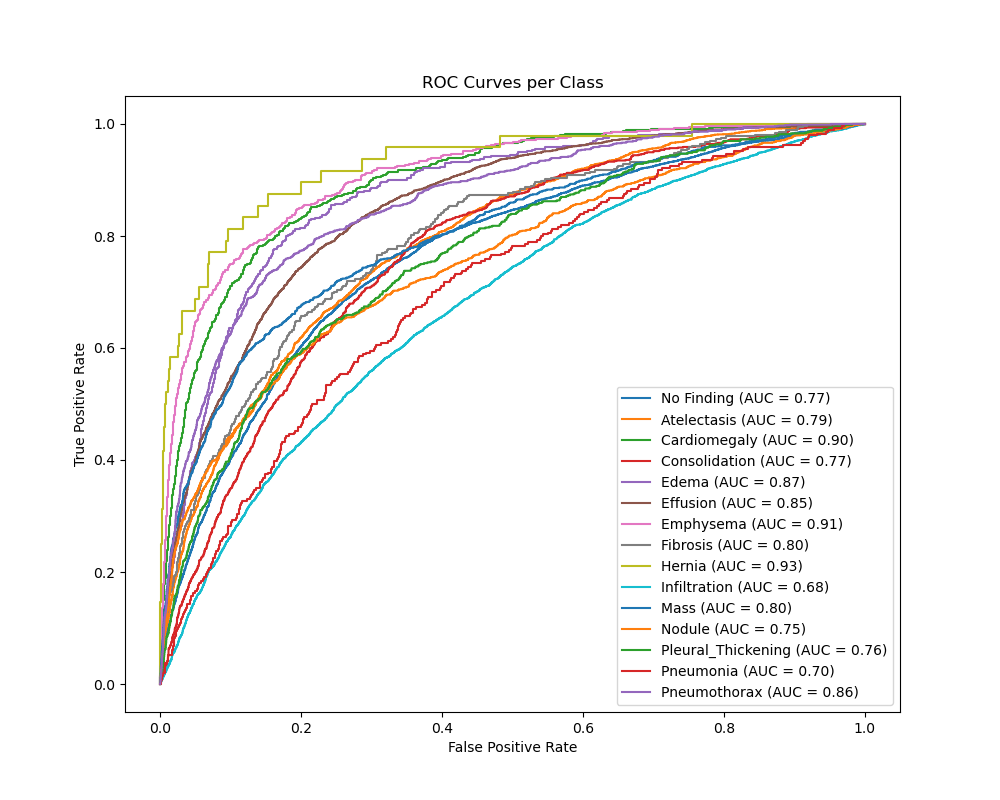 ROC Curves per Class
1.0
0.8
0.6
0.4
0.2
0.0
True Positive Rate
No Finding (AUC = 0.77)
Atelectasis (AUC = 0.79)
Cardiomegaly (AUC = 0.90)
Consolidation (AUC = 0.77)
Edema (AUC = 0.87)
Effusion (AUC = 0.85)
Emphysema (AUC = 0.91)
Fibrosis (AUC = 0.80)
Hernia (AUC = 0.93)
Infiltration (AUC = 0.68)
Mass (AUC = 0.80)
Nodule (AUC = 0.75)
Pleural_Thickening (AUC = 0.76)
Pneumonia (AUC = 0.70)
Pneumothorax (AUC = 0.86)
0.0 0.2 0.4 0.6 0.8 1.0
False Positive Rate